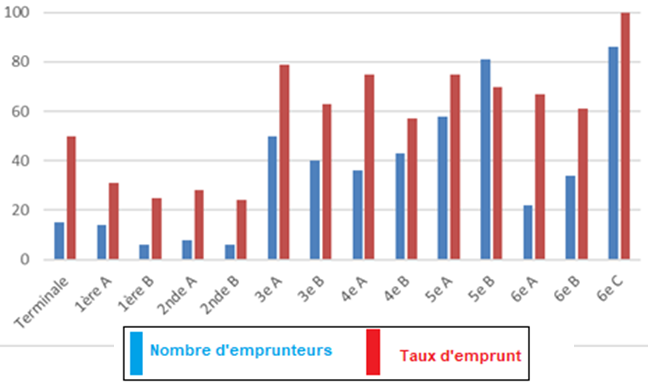 100
80
60
40
20
0
Terminale
1ère A
1ère B
2nde A
2nde B
3e A
3e B
4e A
4e B
5e A
5e B
6e A
6e B
6e C
Nombre d'emprunteurs
Taux d'emprunt